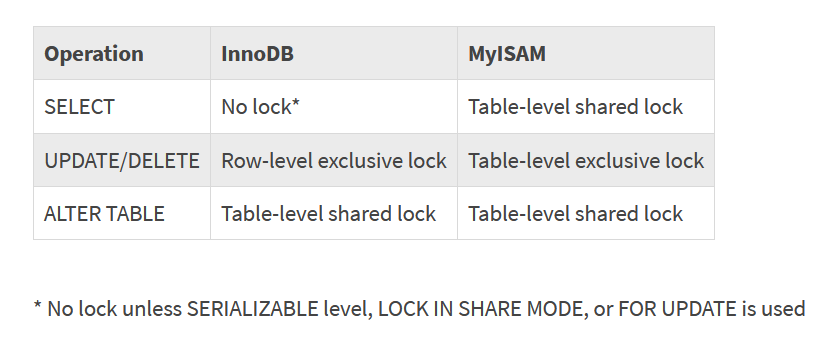 Operation InnoDB MyISAM
SELECT No lock* Table-level shared lock
UPDATE/DELETE Row-level exclusive lock Table-level exclusive lock
ALTER TABLE Table-level shared lock Table-level shared lock
* No lock unless SERIALIZABLE level, LOCK IN SHARE MODE, or FOR UPDATE is used